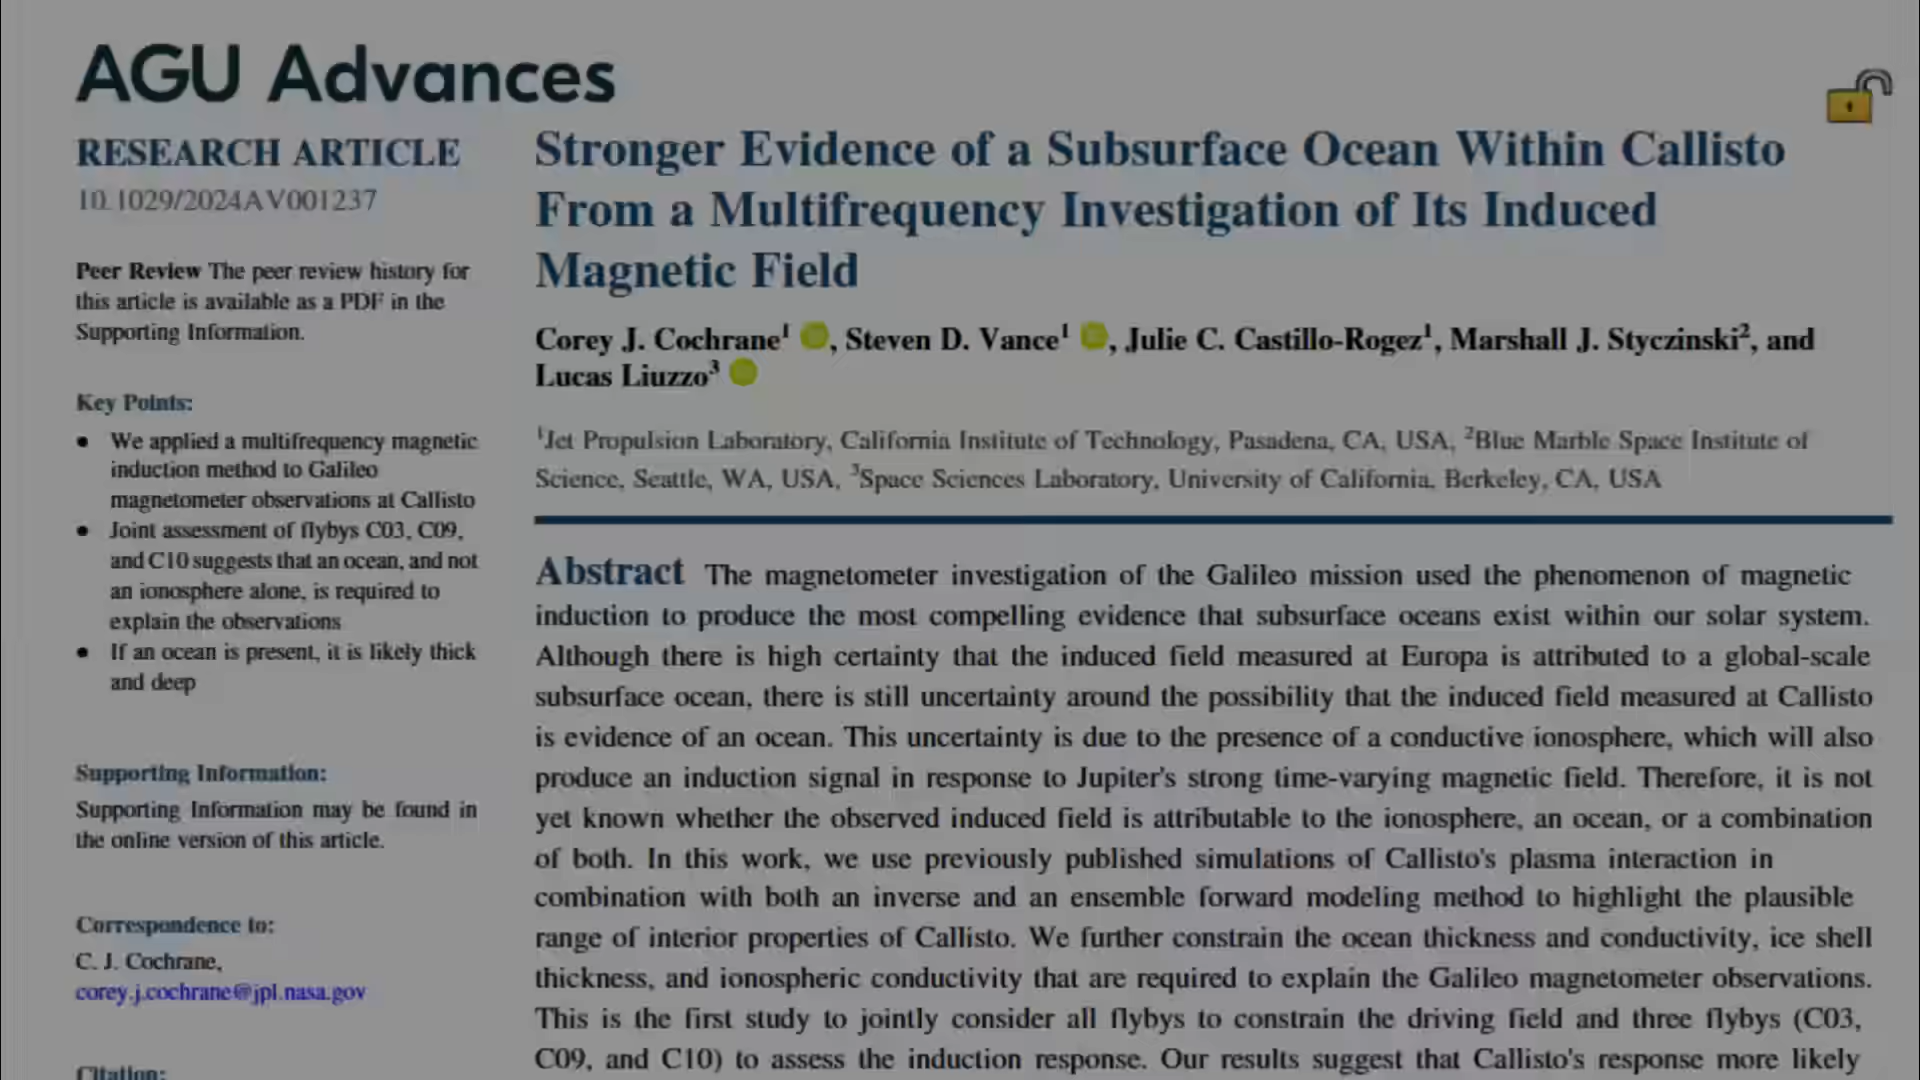 AGU Advances
RESEARCH ARTICLE
10.1029/2024AV001237
Peer Review The peer review history for
this article is available as a PDF in the
Supporting Information.
Key Points:
• We applied a multifrequency magnetic
induction method to Galileo
magnetometer observations at Callisto
• Joint assessment of flybys C03, C09,
and C10 suggests that an ocean, and not
an ionosphere alone, is required to
explain the observations
• If an ocean is present, it is likely thick
and deep
Supporting Information:
Supporting Information may be found in
the online version of this article.
Correspondence to:
C. J. Cochrane,
corey.j.cochrane@jpl.nasa.gov
Citation:
Stronger Evidence of a Subsurface Ocean Within Callisto
From a Multifrequency Investigation of Its Induced
Magnetic Field
Corey J. Cochrane¹, Steven D. Vance¹, Julie C. Castillo-Rogez¹, Marshall J. Styczinski², and
Lucas Liuzzo³
¹Jet Propulsion Laboratory, California Institute of Technology, Pasadena, CA, USA, ²Blue Marble Space Institute of
Science, Seattle, WA, USA, ³Space Sciences Laboratory, University of California, Berkeley, CA, USA
Abstract The magnetometer investigation of the Galileo mission used the phenomenon of magnetic
induction to produce the most compelling evidence that subsurface oceans exist within our solar system.
Although there is high certainty that the induced field measured at Europa is attributed to a global-scale
subsurface ocean, there is still uncertainty around the possibility that the induced field measured at Callisto
is evidence of an ocean. This uncertainty is due to the presence of a conductive ionosphere, which will also
produce an induction signal in response to Jupiter's strong time-varying magnetic field. Therefore, it is not
yet known whether the observed induced field is attributable to the ionosphere, an ocean, or a combination
of both. In this work, we use previously published simulations of Callisto's plasma interaction in
combination with both an inverse and an ensemble forward modeling method to highlight the plausible
range of interior properties of Callisto. We further constrain the ocean thickness and conductivity, ice shell
thickness, and ionospheric conductivity that are required to explain the Galileo magnetometer observations.
This is the first study to jointly consider all flybys to constrain the driving field and three flybys (C03,
C09, and C10) to assess the induction response. Our results suggest that Callisto's response more likely